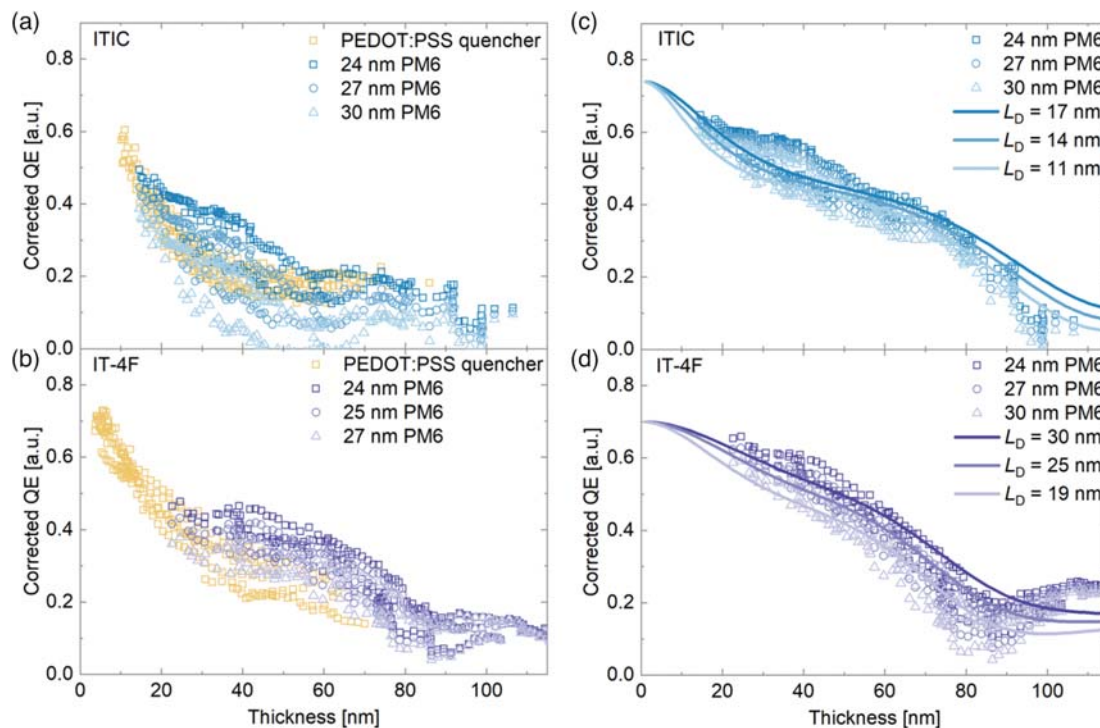 (a)
ITIC
PEDOT:PSS quencher
24 nm PM6
27 nm PM6
30 nm PM6
0.8
0.6
0.4
0.2
0.0
Corrected QE [a.u.]
(b)
IT-4F
PEDOT:PSS quencher
24 nm PM6
25 nm PM6
27 nm PM6
0.8
0.6
0.4
0.2
0.0
Corrected QE [a.u.]
0 20 40 60 80 100
Thickness [nm]
(c)
ITIC
24 nm PM6
27 nm PM6
30 nm PM6
LD = 17 nm
LD = 14 nm
LD = 11 nm
0.8
0.6
0.4
0.2
0.0
Corrected QE [a.u.]
(d)
IT-4F
24 nm PM6
27 nm PM6
30 nm PM6
LD = 30 nm
LD = 25 nm
LD = 19 nm
0.8
0.6
0.4
0.2
0.0
Corrected QE [a.u.]
0 20 40 60 80 100
Thickness [nm]